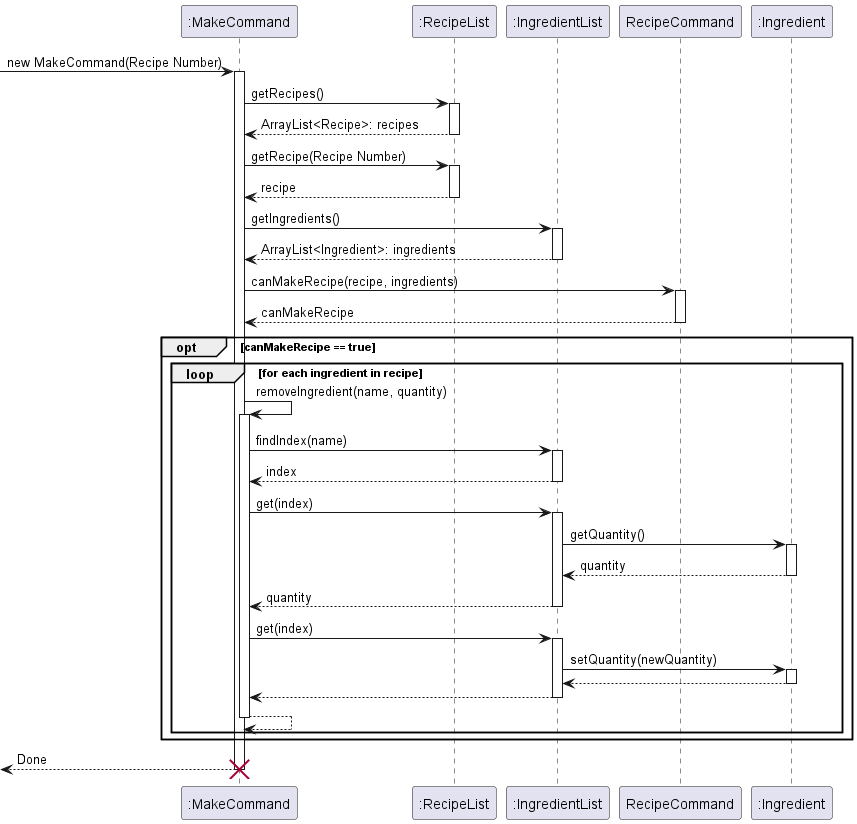 :MakeCommand :RecipeList :IngredientList RecipeCommand :Ingredient
new MakeCommand(Recipe Number)
getRecipes()
ArrayList<Recipe>: recipes
getRecipe(Recipe Number)
recipe
getIngredients()
ArrayList<Ingredient>: ingredients
canMakeRecipe(recipe, ingredients)
canMakeRecipe
opt [canMakeRecipe == true]
loop [for each ingredient in recipe]
removeIngredient(name, quantity)
findIndex(name)
index
get(index)
getQuantity()
quantity
quantity
get(index)
setQuantity(newQuantity)
Done
:MakeCommand :RecipeList :IngredientList RecipeCommand :Ingredient